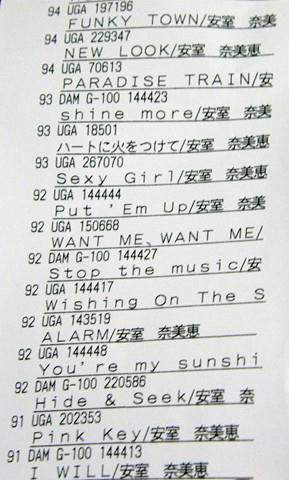 94 UGA 197196
FUNKY TOWN/安室 奈美
94 UGA 229347
NEW LOOK/安室 奈美恵
94 UGA 70613
PARADISE TRAIN/安
93 DAM G-100 144423
shine more/安室 奈美
93 UGA 18501
ハートに火をつけて/安室 奈美恵
93 UGA 267070
Sexy Girl/安室 奈美恵
92 UGA 144444
Put 'Em Up/安室 奈美
92 UGA 150668
WANT ME、WANT ME/
92 DAM G-100 144427
Stop the music/安
92 UGA 144417
Wishing On The S
92 UGA 143519
ALARM/安室 奈美恵
92 UGA 144448
You're my sunshi
92 DAM G-100 220586
Hide & Seek/安室 奈
91 UGA 202353
Pink Key/安室 奈美恵
91 DAM G-100 144413
I WILL/安室 奈美恵